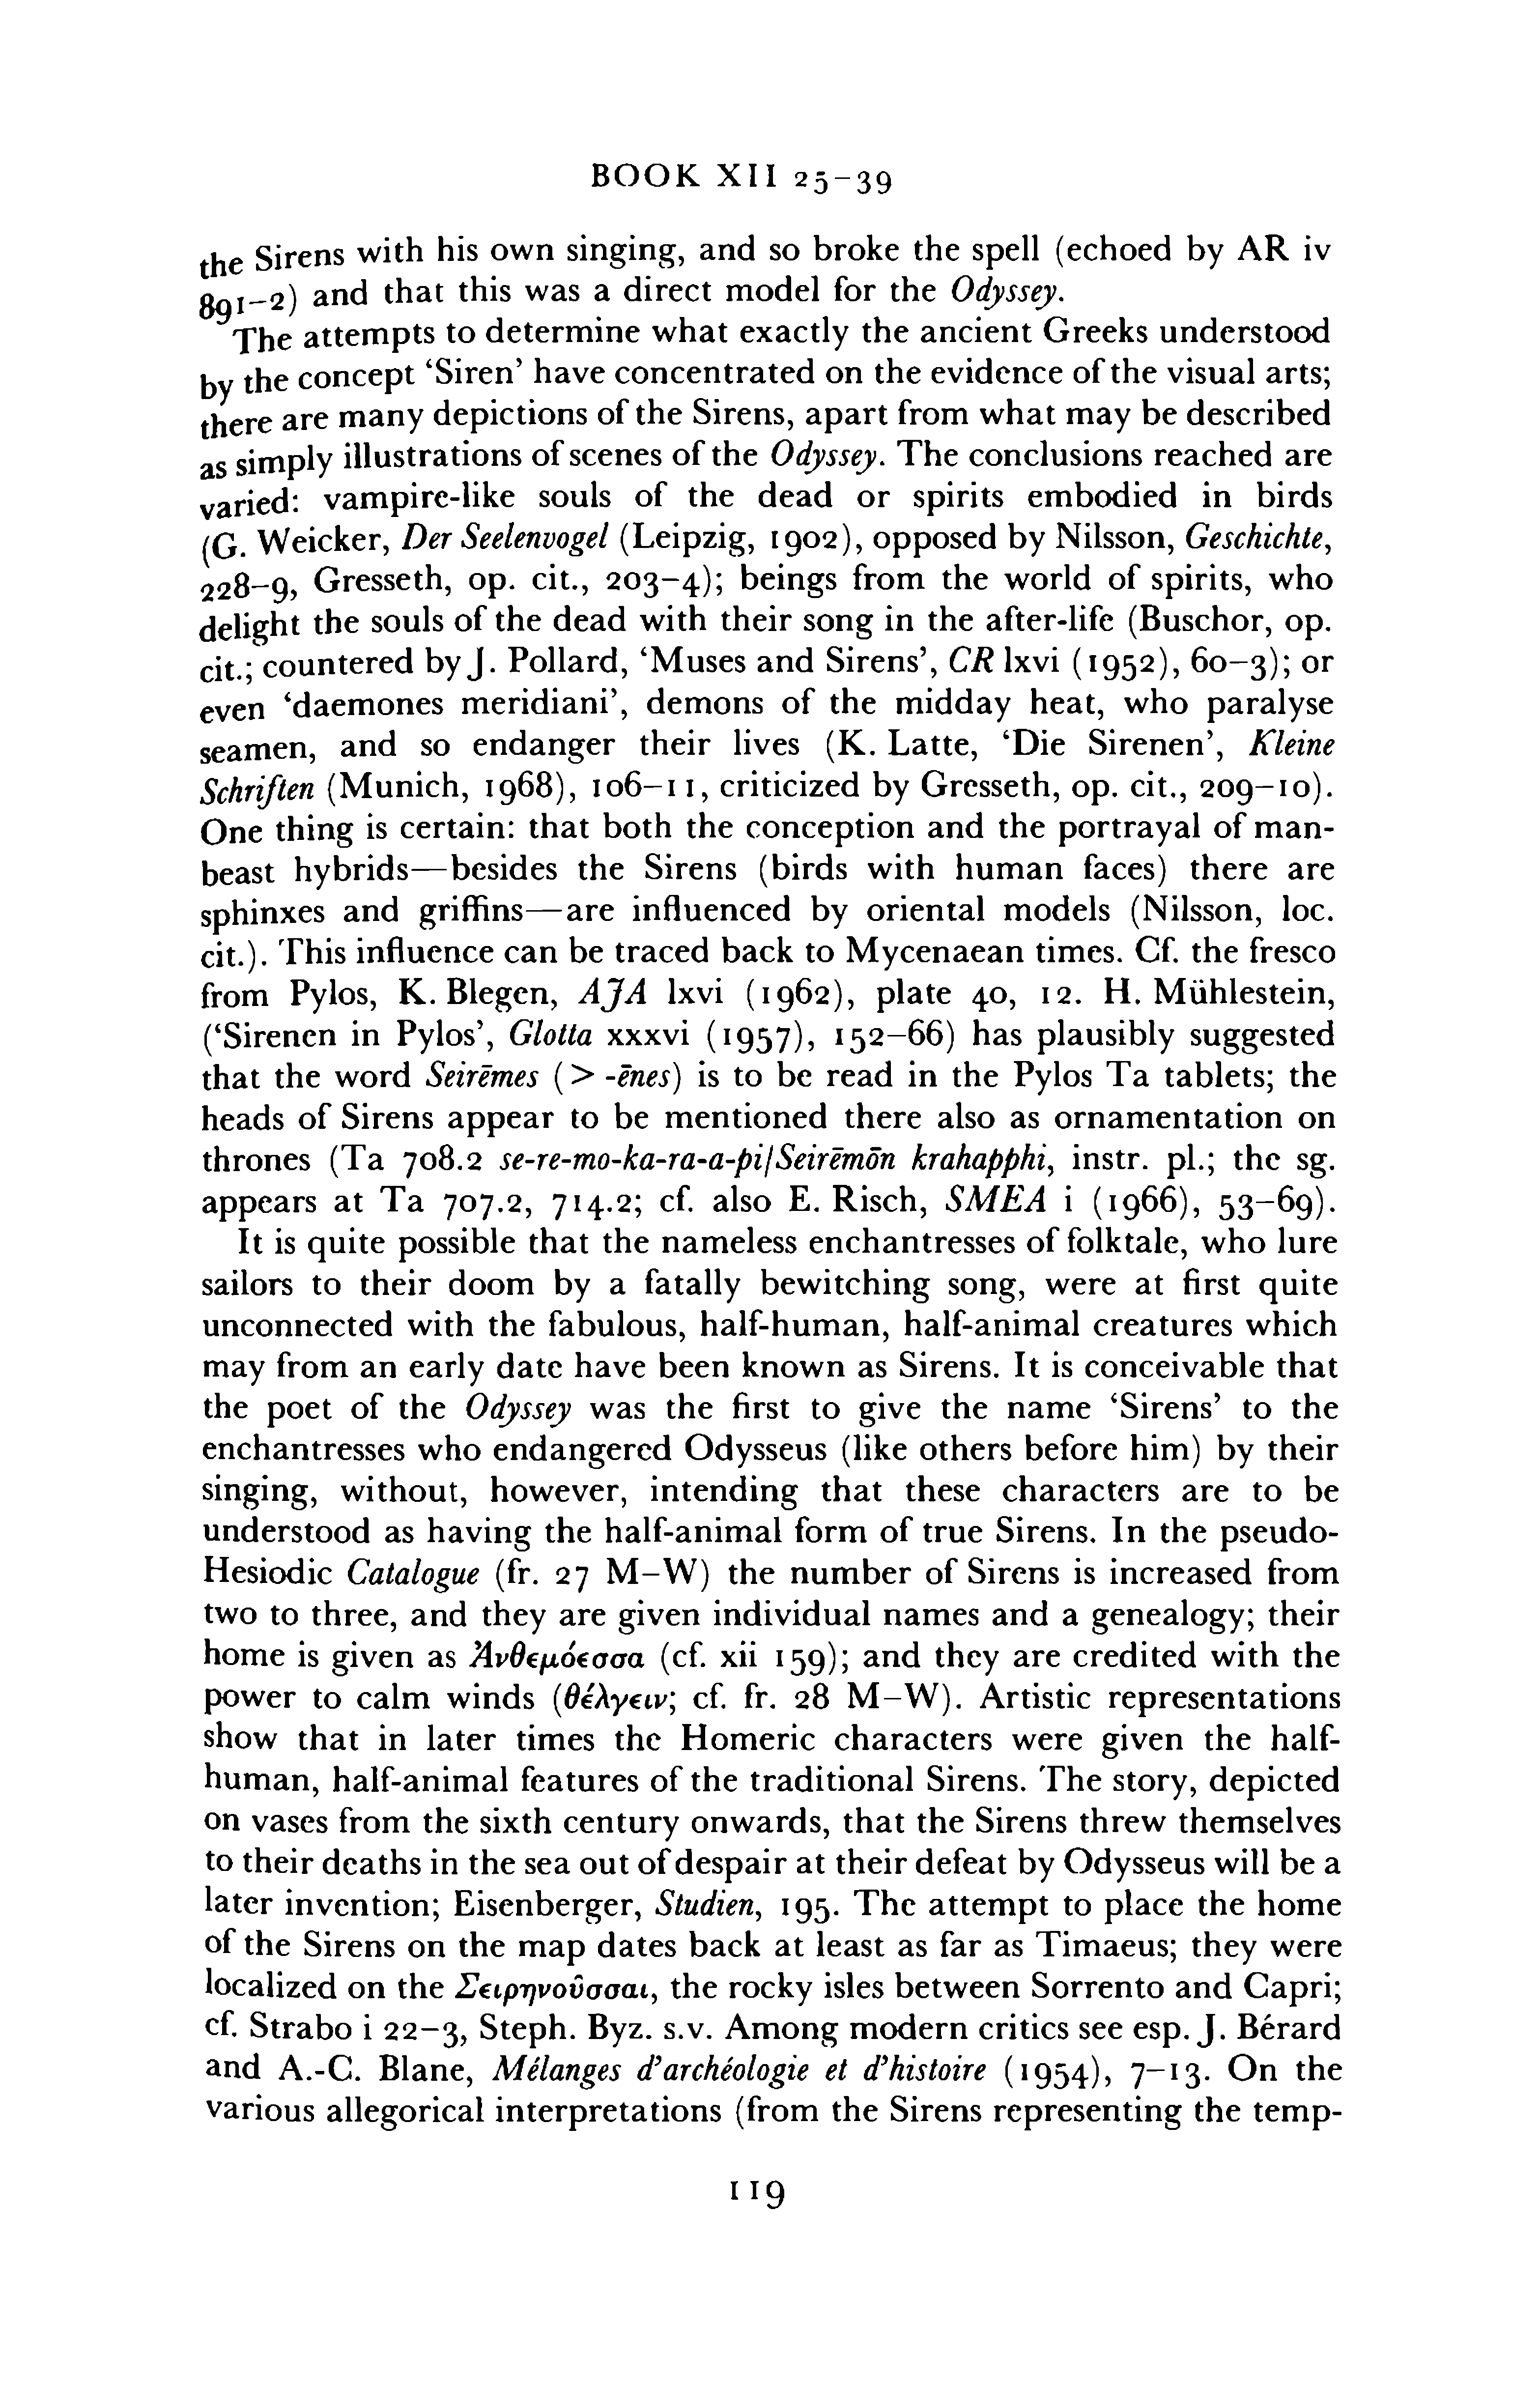 BOOK XII 25–39
the Sirens with his own singing, and so broke the spell (echoed by AR iv
891–2) and that this was a direct model for the Odyssey.
The attempts to determine what exactly the ancient Greeks understood
by the concept ‘Siren’ have concentrated on the evidence of the visual arts;
there are many depictions of the Sirens, apart from what may be described
as simply illustrations of scenes of the Odyssey. The conclusions reached are
varied: vampire-like souls of the dead or spirits embodied in birds
(G. Weicker, Der Seelenvogel (Leipzig, 1902), opposed by Nilsson, Geschichte,
228–9, Gresseth, op. cit., 203–4); beings from the world of spirits, who
delight the souls of the dead with their song in the after-life (Buschor, op.
cit.; countered by J. Pollard, ‘Muses and Sirens’, CR lxvi (1952), 60–3); or
even ‘daemones meridiani’, demons of the midday heat, who paralyse
seamen, and so endanger their lives (K. Latte, ‘Die Sirenen’, Kleine
Schriften (Munich, 1968), 106–11, criticized by Gresseth, op. cit., 209–10).
One thing is certain: that both the conception and the portrayal of man-
beast hybrids—besides the Sirens (birds with human faces) there are
sphinxes and griffins—are influenced by oriental models (Nilsson, loc.
cit.). This influence can be traced back to Mycenaean times. Cf. the fresco
from Pylos, K. Blegen, AJA lxvi (1962), plate 40, 12. H. Mühlestein,
(‘Sirenen in Pylos’, Glotta xxxvi (1957), 152–66) has plausibly suggested
that the word Seirēmes (> -ēnes) is to be read in the Pylos Ta tablets; the
heads of Sirens appear to be mentioned there also as ornamentation on
thrones (Ta 708.2 se-re-mo-ka-ra-a-pi/Seirēmōn krahapphi, instr. pl.; the sg.
appears at Ta 707.2, 714.2; cf. also E. Risch, SMEA i (1966), 53–69).
It is quite possible that the nameless enchantresses of folktale, who lure
sailors to their doom by a fatally bewitching song, were at first quite
unconnected with the fabulous, half-human, half-animal creatures which
may from an early date have been known as Sirens. It is conceivable that
the poet of the Odyssey was the first to give the name ‘Sirens’ to the
enchantresses who endangered Odysseus (like others before him) by their
singing, without, however, intending that these characters are to be
understood as having the half-animal form of true Sirens. In the pseudo-
Hesiodic Catalogue (fr. 27 M–W) the number of Sirens is increased from
two to three, and they are given individual names and a genealogy; their
home is given as Ἀνθεμόεσσα (cf. xii 159); and they are credited with the
power to calm winds (θέλγειν; cf. fr. 28 M–W). Artistic representations
show that in later times the Homeric characters were given the half-
human, half-animal features of the traditional Sirens. The story, depicted
on vases from the sixth century onwards, that the Sirens threw themselves
to their deaths in the sea out of despair at their defeat by Odysseus will be a
later invention; Eisenberger, Studien, 195. The attempt to place the home
of the Sirens on the map dates back at least as far as Timaeus; they were
localized on the Σειρηνοῦσσαι, the rocky isles between Sorrento and Capri;
cf. Strabo i 22–3, Steph. Byz. s.v. Among modern critics see esp. J. Bérard
and A.-C. Blane, Mélanges d’archéologie et d’histoire (1954), 7–13. On the
various allegorical interpretations (from the Sirens representing the temp-
119